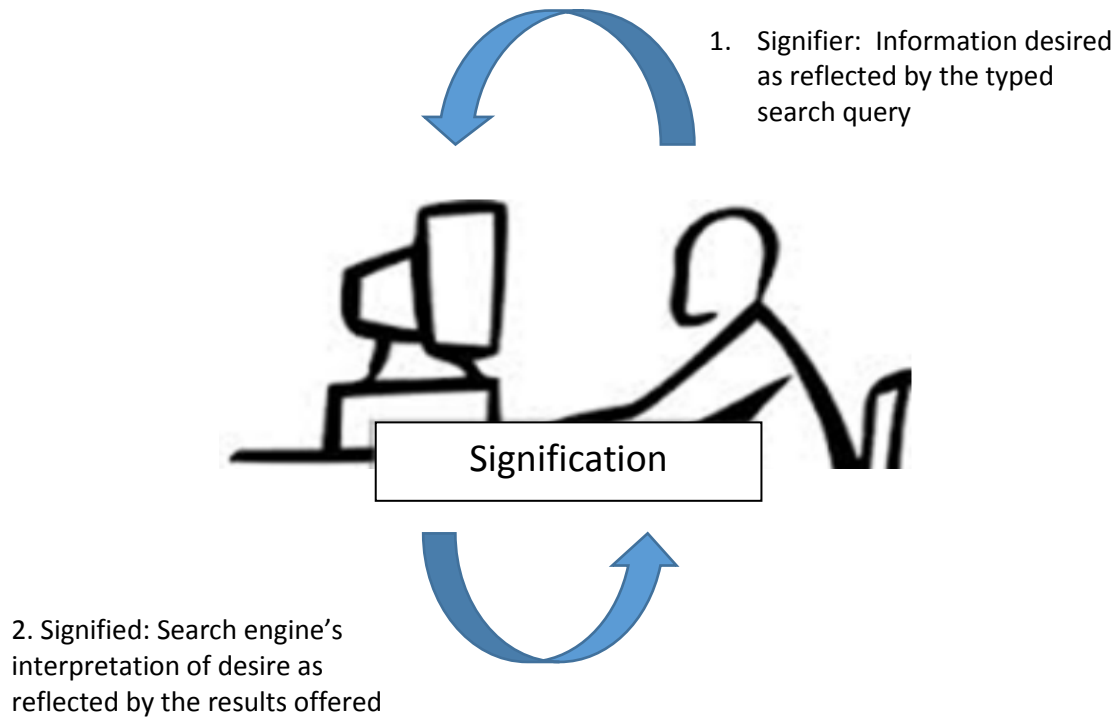 1. Signifier: Information desired
as reflected by the typed
search query
Signification
2. Signified: Search engine’s
interpretation of desire as
reflected by the results offered